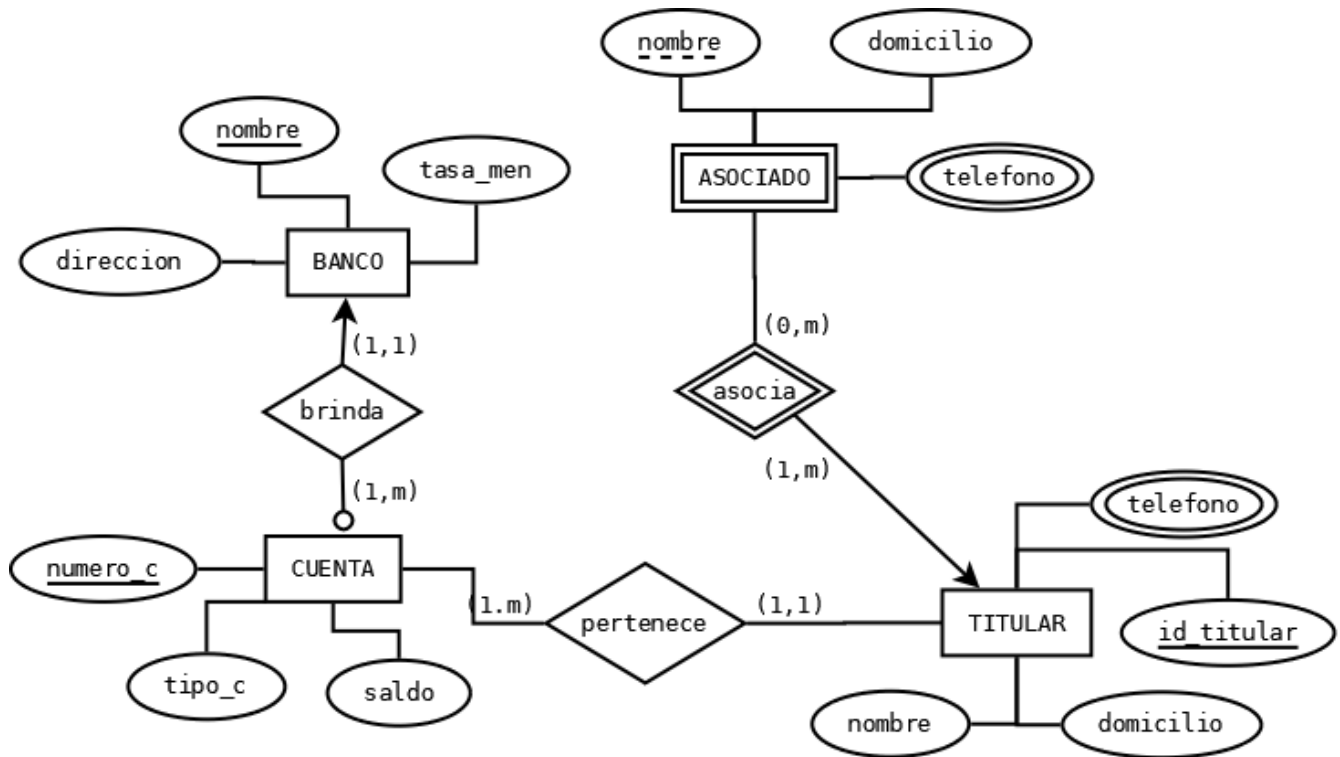 nombre
domicilio
nombre
tasa_men
ASOCIADO
telefono
direccion
BANCO
(1,1)
(0,m)
brinda
asocia
(1,m)
(1,m)
telefono
numero_c
CUENTA
(1.m)
pertenece
(1,1)
TITULAR
id_titular
tipo_c
saldo
nombre
domicilio